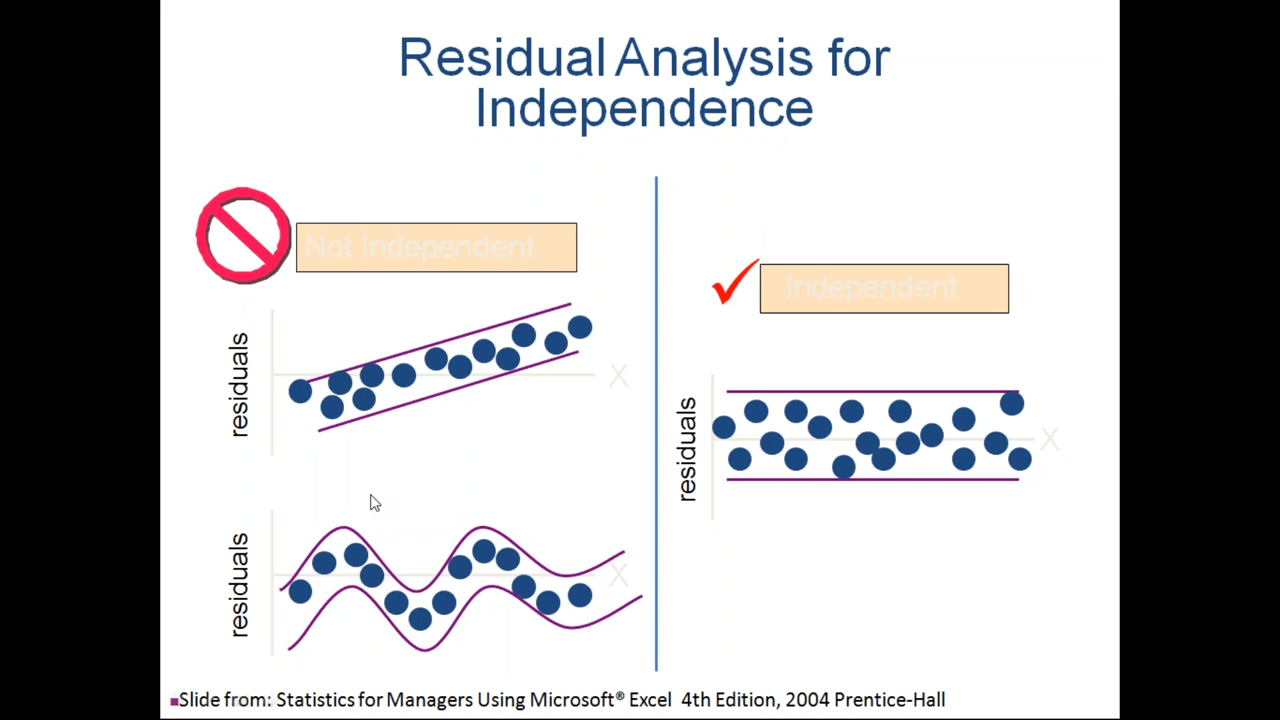 Residual Analysis for
Independence
Not Independent
Independent
residuals
X
residuals
X
residuals
X
Slide from: Statistics for Managers Using Microsoft® Excel 4th Edition, 2004 Prentice-Hall